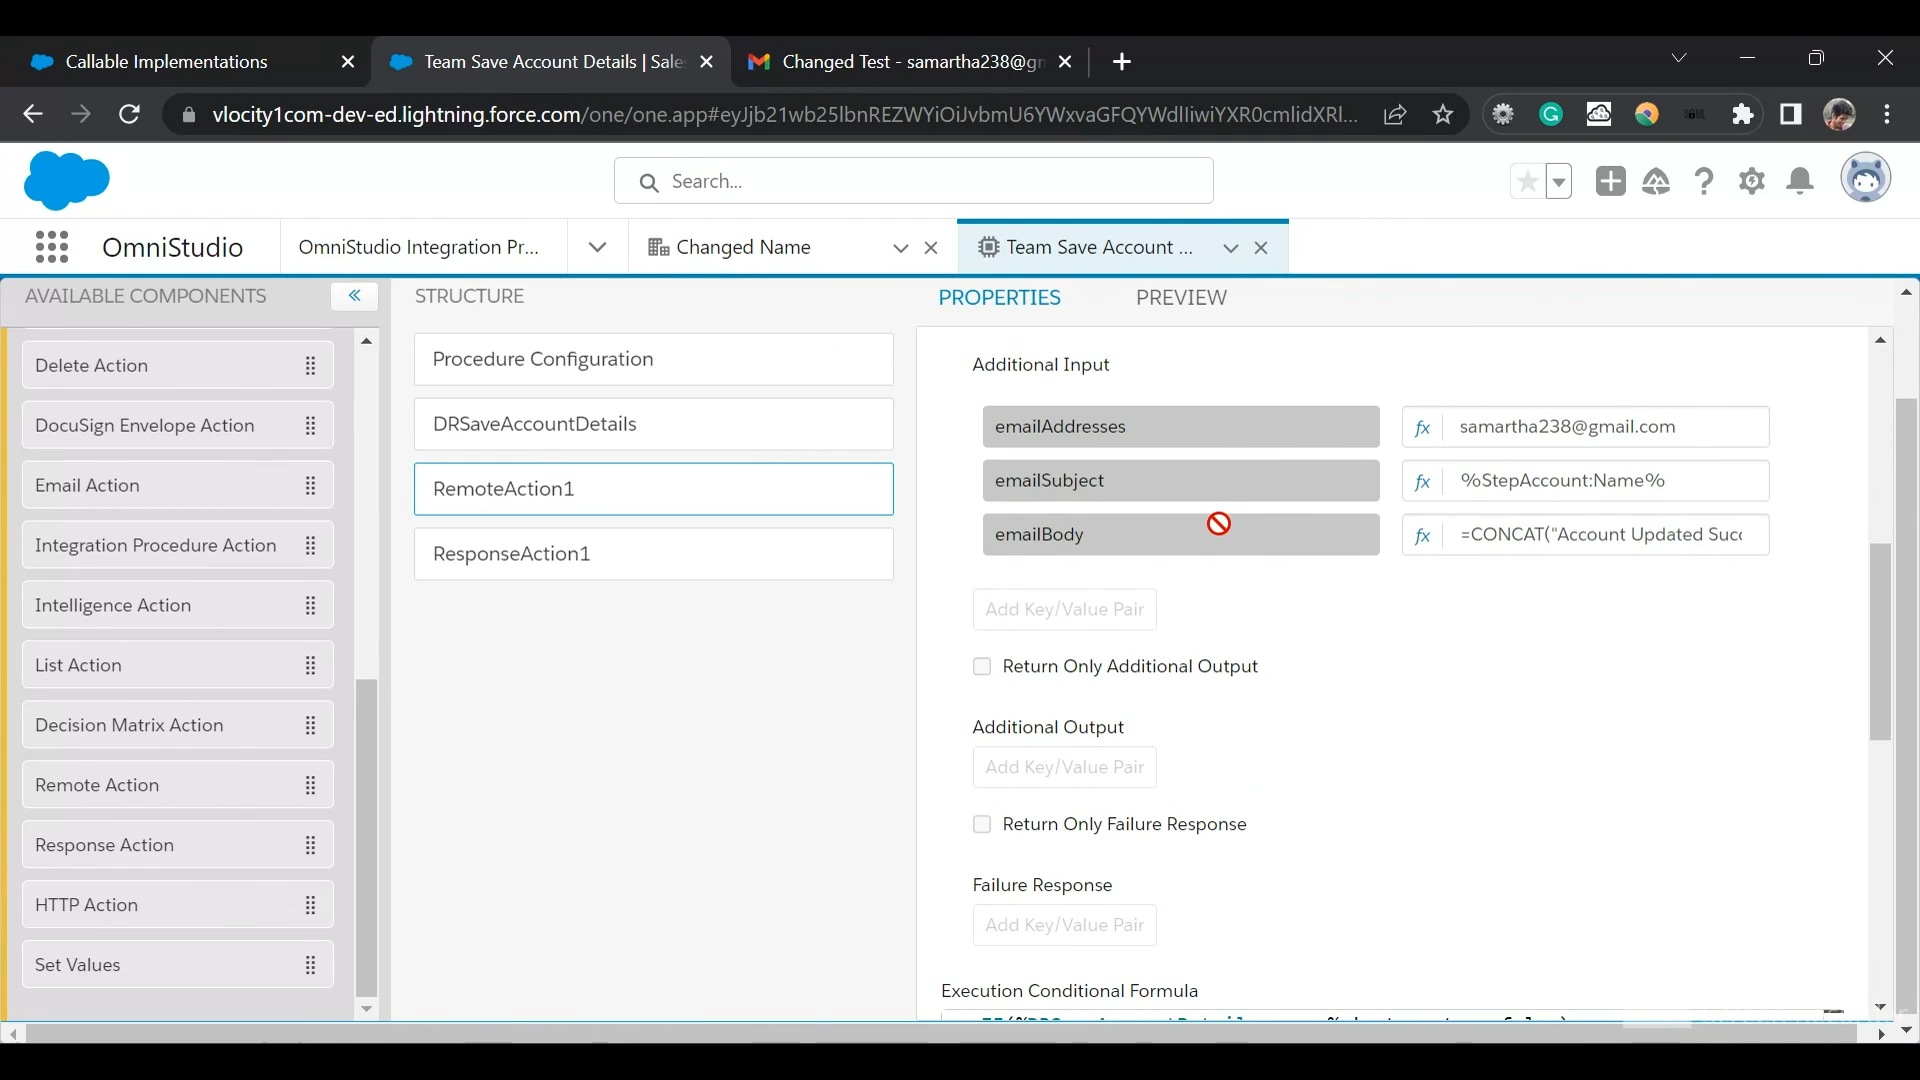 Callable Implementations
Team Save Account Details | Sale
Changed Test - samartha238@gm
vlocity1com-dev-ed.lightning.force.com/one/one.app#eyJjb21wb25lbnREZWYiOiJvbmU6YWxvaGFQYWdlIiwiYXR0cmlidXRl...
Search...
OmniStudio
OmniStudio Integration Pr...
Changed Name
Team Save Account ...
AVAILABLE COMPONENTS
STRUCTURE
PROPERTIES
PREVIEW
Delete Action
DocuSign Envelope Action
Email Action
Integration Procedure Action
Intelligence Action
List Action
Decision Matrix Action
Remote Action
Response Action
HTTP Action
Set Values
Procedure Configuration
DRSaveAccountDetails
RemoteAction1
ResponseAction1
Additional Input
emailAddresses
fx samartha238@gmail.com
emailSubject
fx %StepAccount:Name%
emailBody
fx =CONCAT("Account Updated Succ
Add Key/Value Pair
Return Only Additional Output
Additional Output
Add Key/Value Pair
Return Only Failure Response
Failure Response
Add Key/Value Pair
Execution Conditional Formula